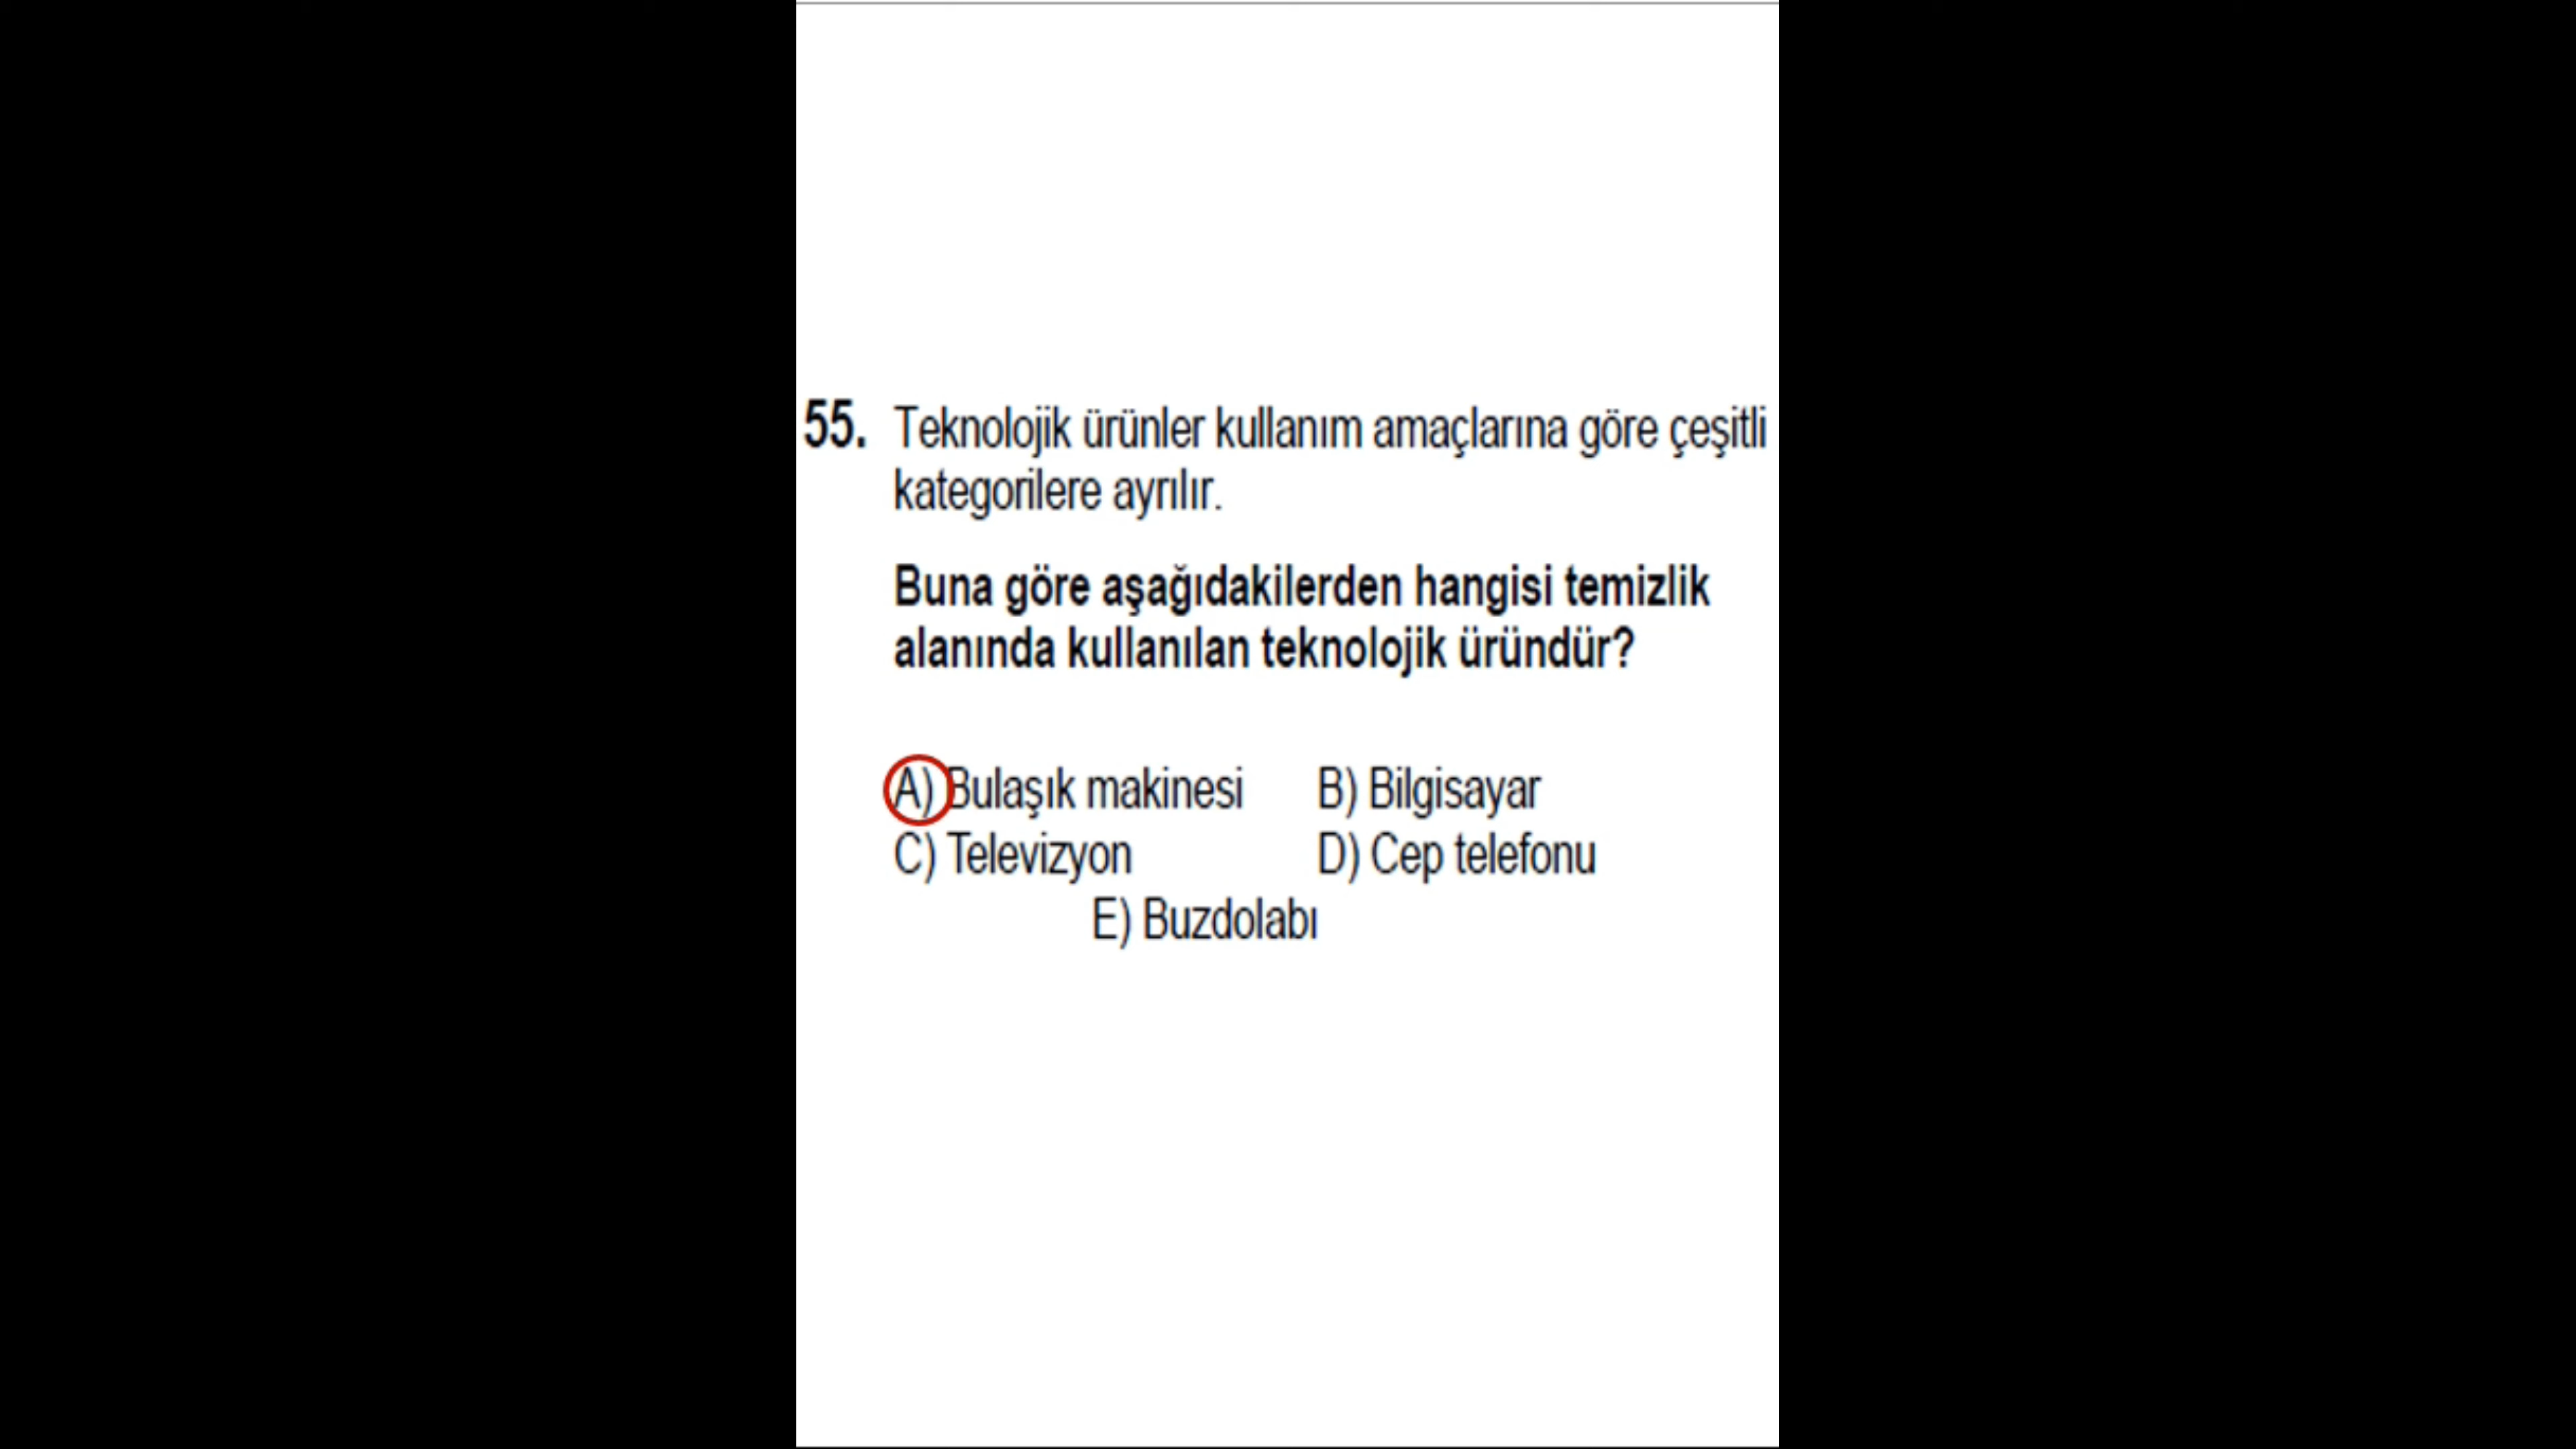 55. Teknolojik ürünler kullanım amaçlarına göre çeşitli
kategorilere ayrılır.
Buna göre aşağıdakilerden hangisi temizlik
alanında kullanılan teknolojik üründür?
A) Bulaşık makinesi B) Bilgisayar
C) Televizyon D) Cep telefonu
E) Buzdolabı